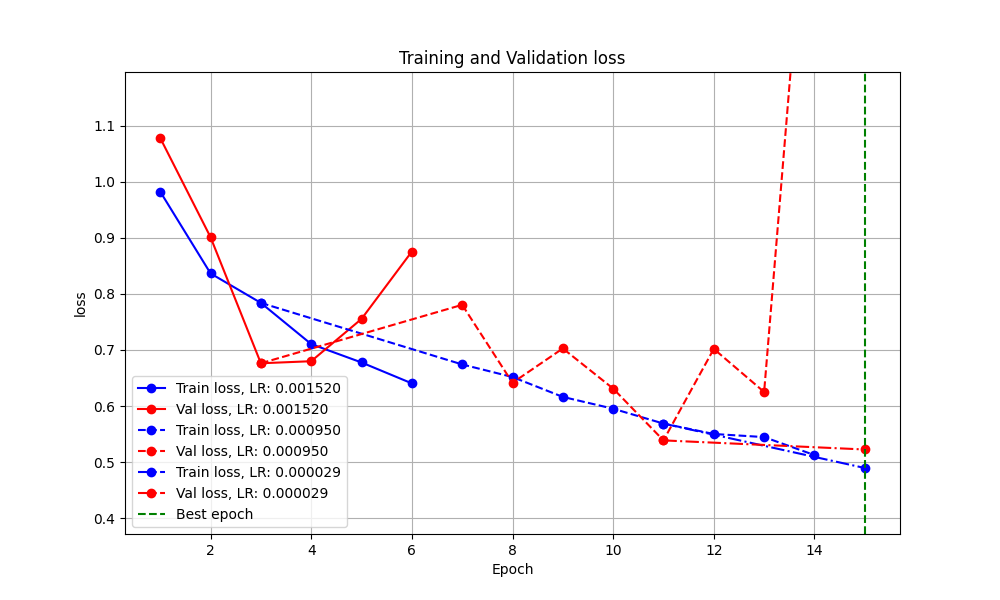 Training and Validation loss
1.1
1.0
0.9
0.8
0.7
0.6
0.5
0.4
loss
Train loss, LR: 0.001520
Val loss, LR: 0.001520
Train loss, LR: 0.000950
Val loss, LR: 0.000950
Train loss, LR: 0.000029
Val loss, LR: 0.000029
Best epoch
2 4 6 8 10 12 14
Epoch